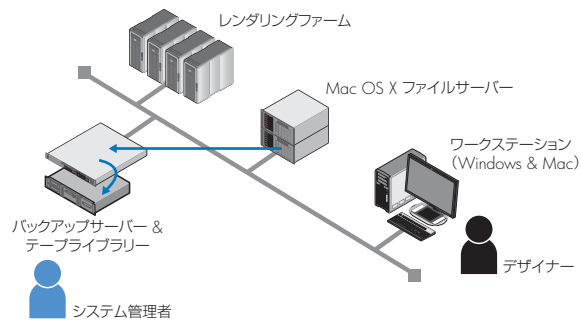 レンダリングファーム
Mac OS X ファイルサーバー
ワークステーション
（Windows & Mac）
バックアップサーバー &
テープライブラリー
デザイナー
システム管理者